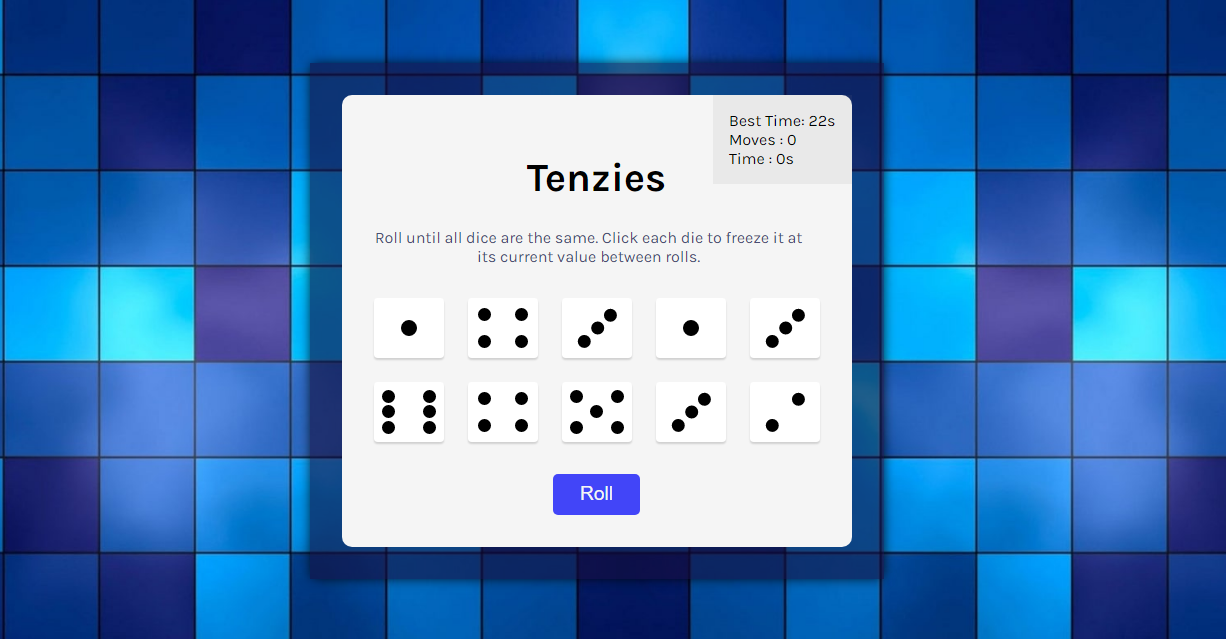 Best Time: 22s
Moves : 0
Time : 0s
Tenzies
Roll until all dice are the same. Click each die to freeze it at
its current value between rolls.
Roll